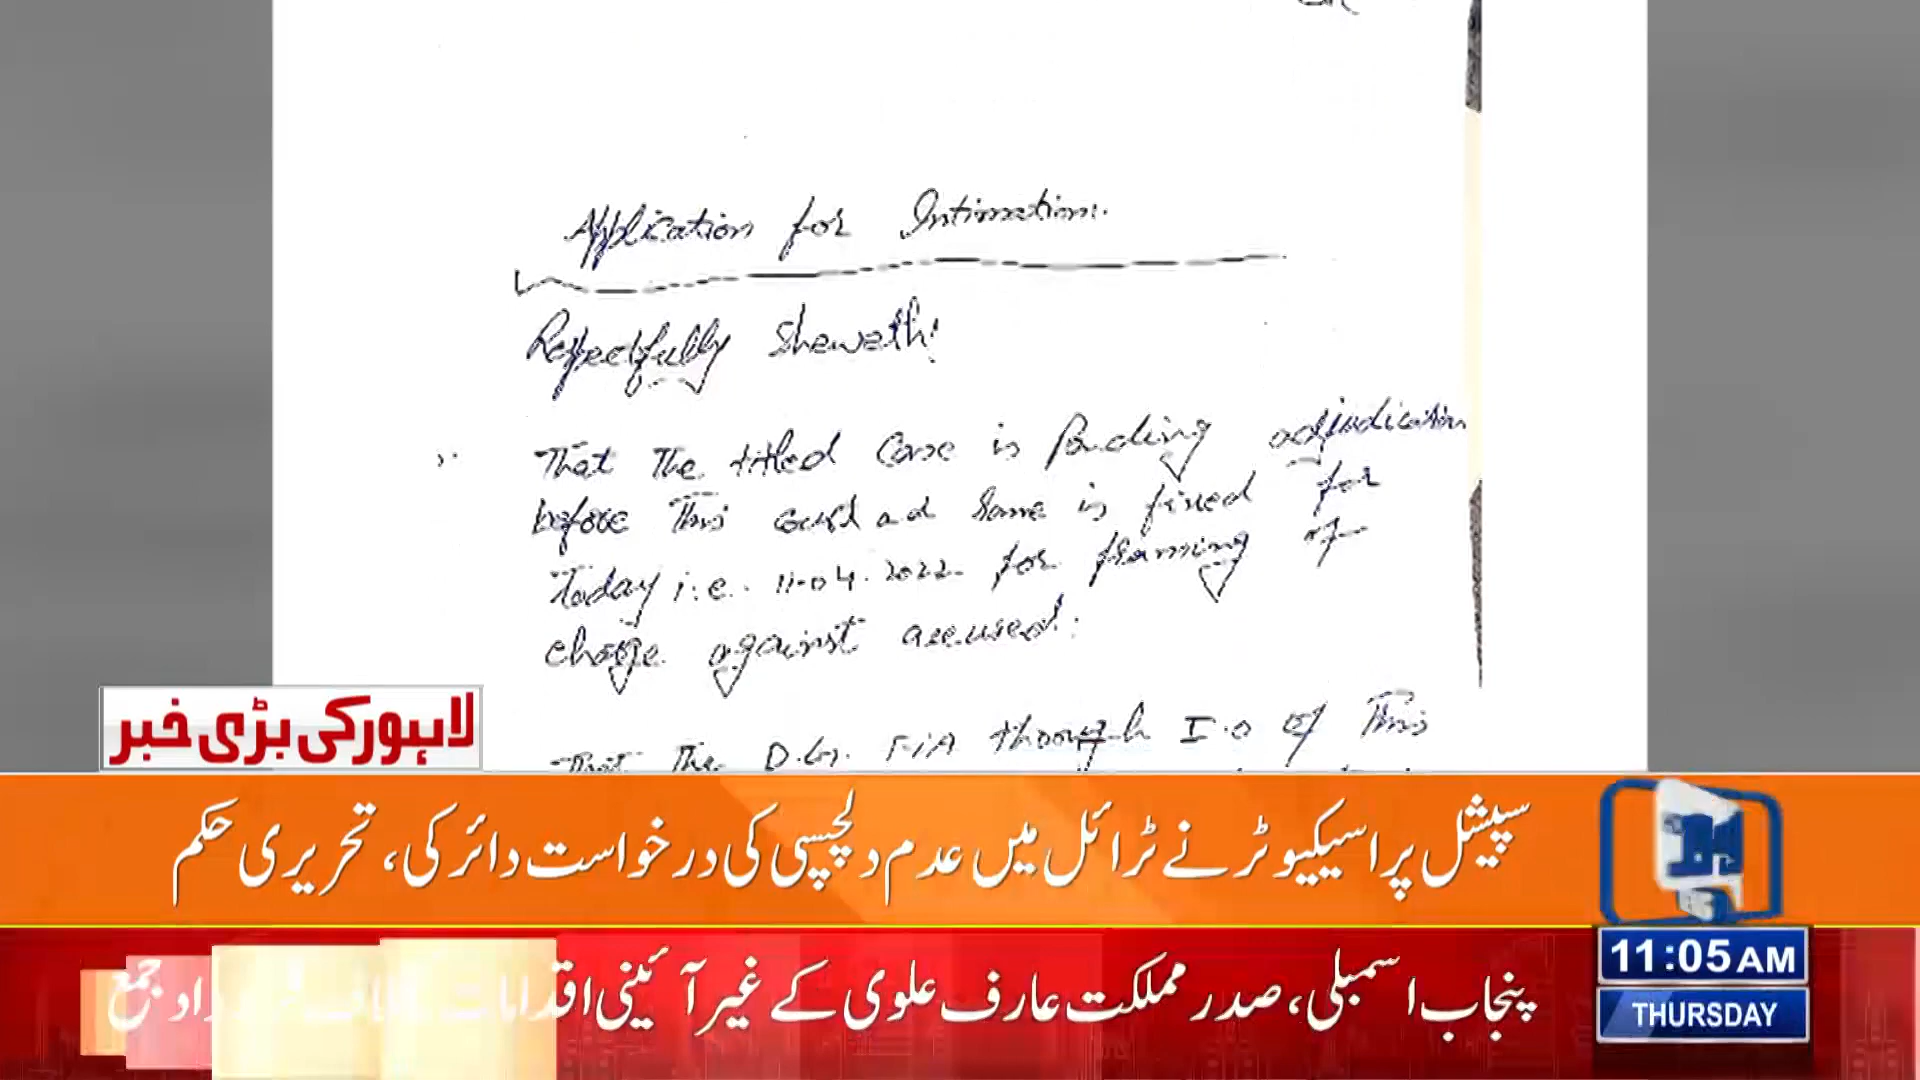 Application for Intimation.
Respectfully Sheweth!
That the titled Case is Pending adjudication
before This court and Same is fixed for
Today i.e. 11-04-2022 for framing of
charge against accused.
That The D.G. FIA through I.O of This
لاہور کی بڑی خبر
سپیشل پراسیکیوٹر نے ٹرائل میں عدم دلچسپی کی درخواست دائر کی، تحریری حکم
پنجاب اسمبلی، صدر مملکت عارف علوی کے غیر آئینی اقدامات جمع
11:05 AM
THURSDAY